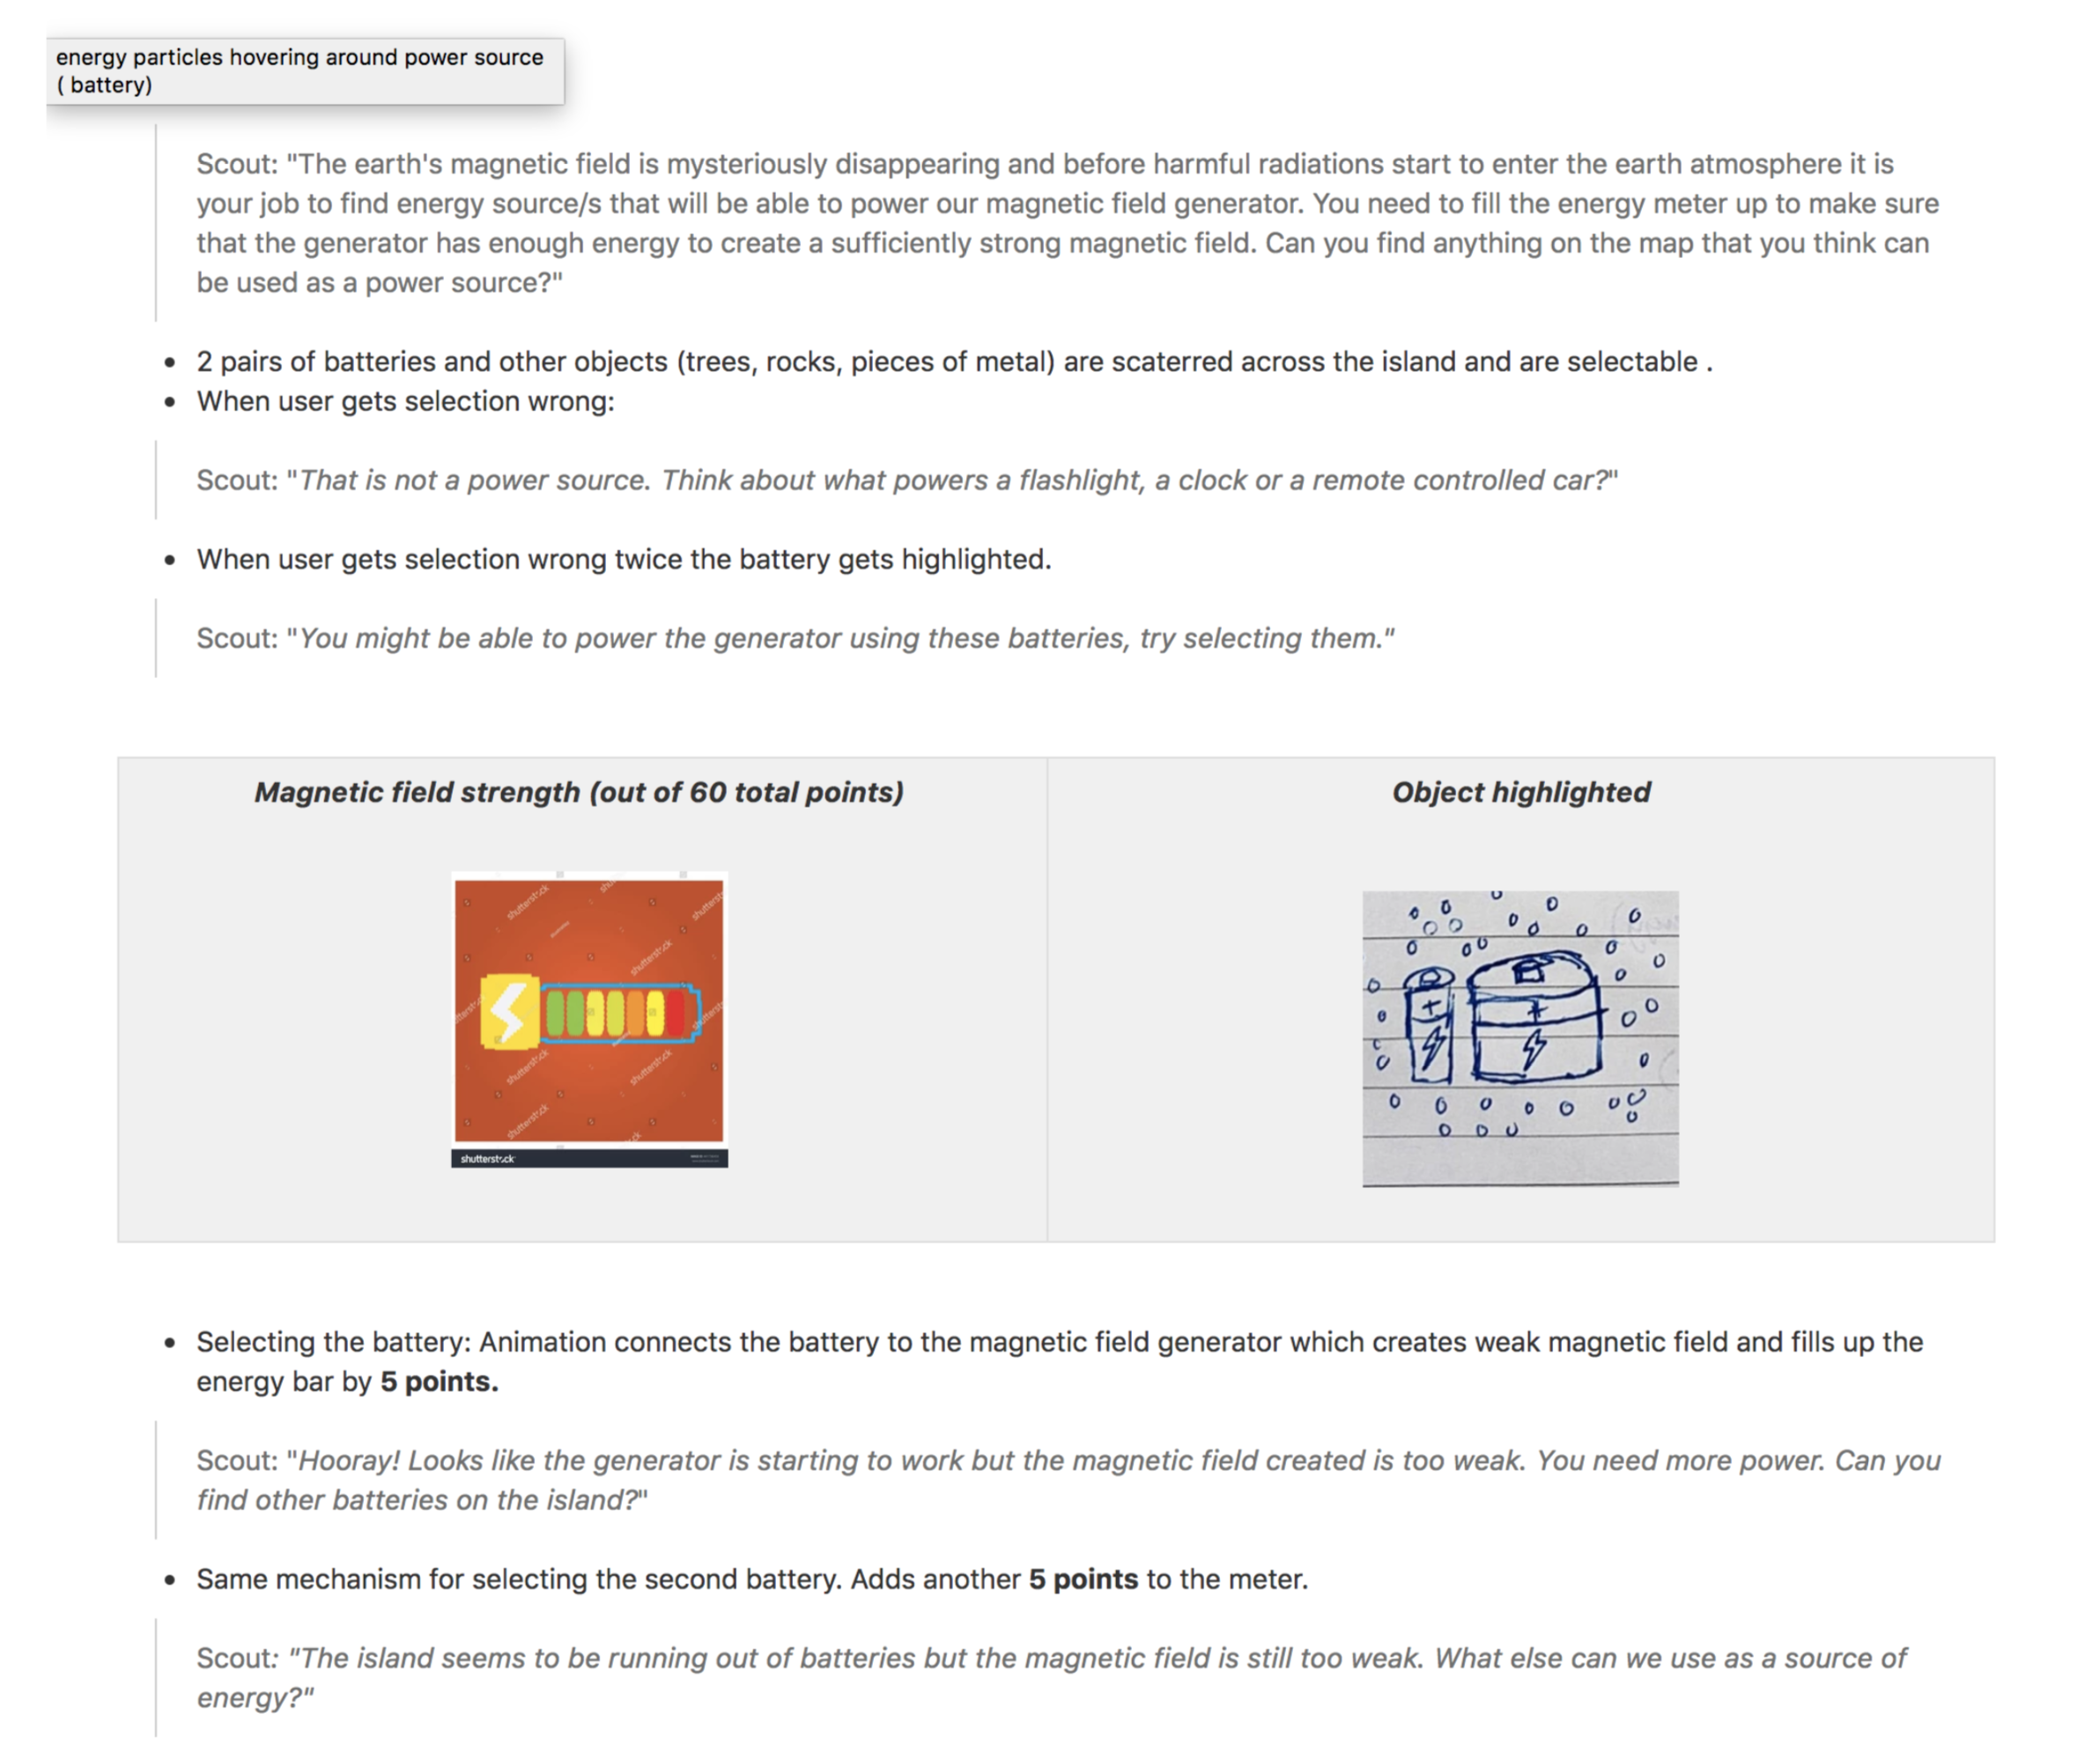 energy particles hovering around power source
( battery)
Scout: "The earth's magnetic field is mysteriously disappearing and before harmful radiations start to enter the earth atmosphere it is
your job to find energy source/s that will be able to power our magnetic field generator. You need to fill the energy meter up to make sure
that the generator has enough energy to create a sufficiently strong magnetic field. Can you find anything on the map that you think can
be used as a power source?"
• 2 pairs of batteries and other objects (trees, rocks, pieces of metal) are scaterred across the island and are selectable .
• When user gets selection wrong:
Scout: "That is not a power source. Think about what powers a flashlight, a clock or a remote controlled car?"
• When user gets selection wrong twice the battery gets highlighted.
Scout: "You might be able to power the generator using these batteries, try selecting them."
Magnetic field strength (out of 60 total points)
Object highlighted
shutterstock
shutterstock
shutterstock
shutterstock
shutterstock
shutterstock
+ +
• Selecting the battery: Animation connects the battery to the magnetic field generator which creates weak magnetic field and fills up the
energy bar by 5 points.
Scout: "Hooray! Looks like the generator is starting to work but the magnetic field created is too weak. You need more power. Can you
find other batteries on the island?"
• Same mechanism for selecting the second battery. Adds another 5 points to the meter.
Scout: "The island seems to be running out of batteries but the magnetic field is still too weak. What else can we use as a source of
energy?"